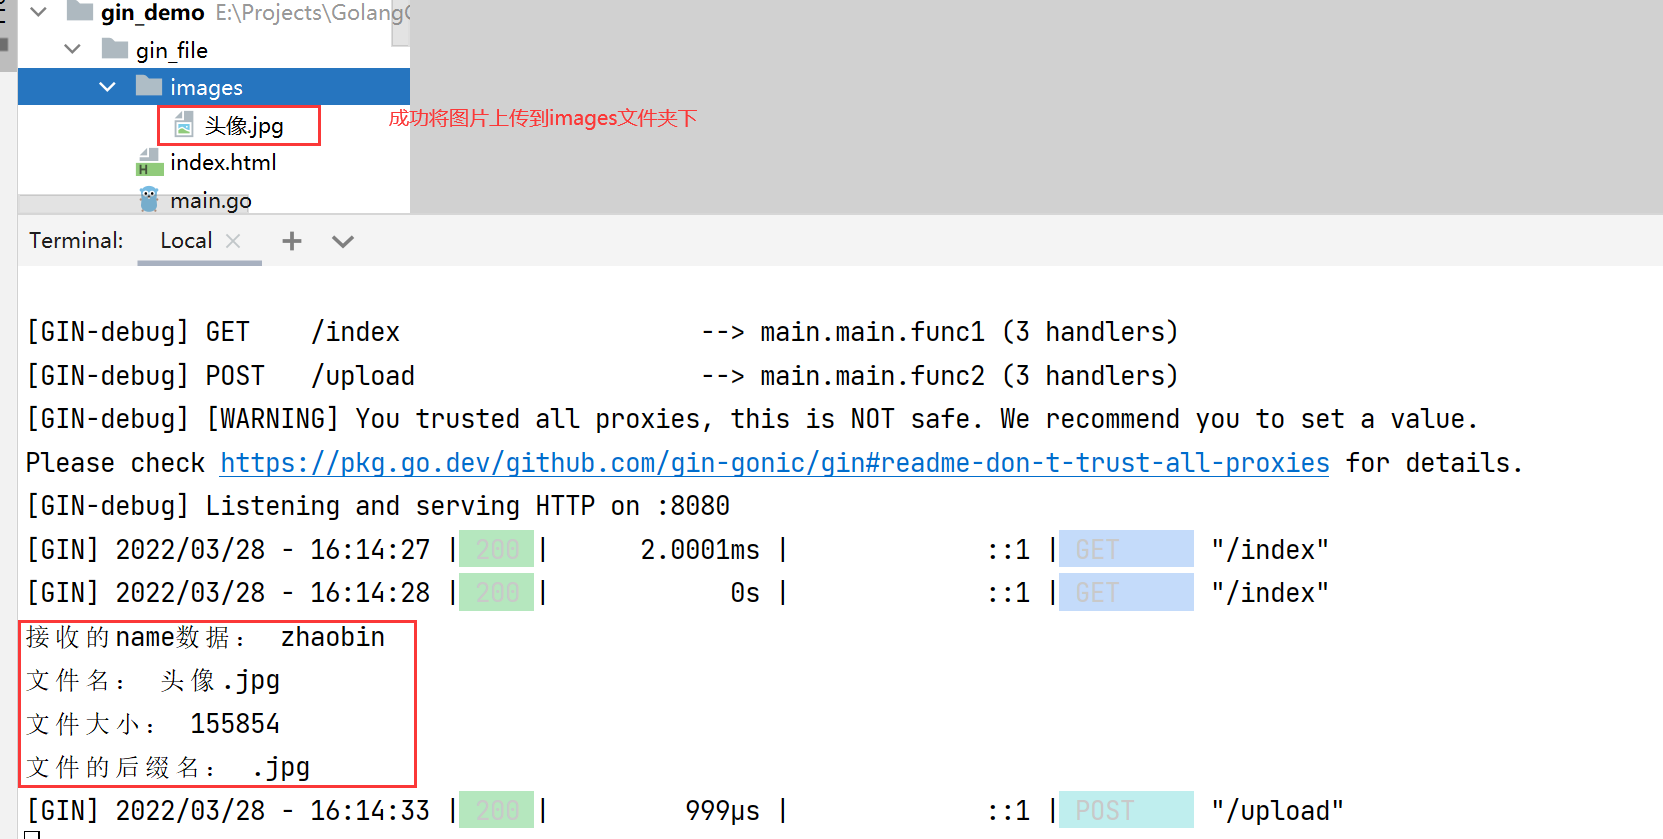 gin_demo E:\Projects\Golang
gin_file
images
头像.jpg
成功将图片上传到images文件夹下
index.html
main.go
Terminal: Local
[GIN-debug] GET /index --> main.main.func1 (3 handlers)
[GIN-debug] POST /upload --> main.main.func2 (3 handlers)
[GIN-debug] [WARNING] You trusted all proxies, this is NOT safe. We recommend you to set a value.
Please check https://pkg.go.dev/github.com/gin-gonic/gin#readme-don-t-trust-all-proxies for details.
[GIN-debug] Listening and serving HTTP on :8080
[GIN] 2022/03/28 - 16:14:27 | 200 | 2.0001ms | ::1 | GET "/index"
[GIN] 2022/03/28 - 16:14:28 | 200 | 0s | ::1 | GET "/index"
接收的name数据： zhaobin
文件名： 头像.jpg
文件大小： 155854
文件的后缀名： .jpg
[GIN] 2022/03/28 - 16:14:33 | 200 | 999µs | ::1 | POST "/upload"